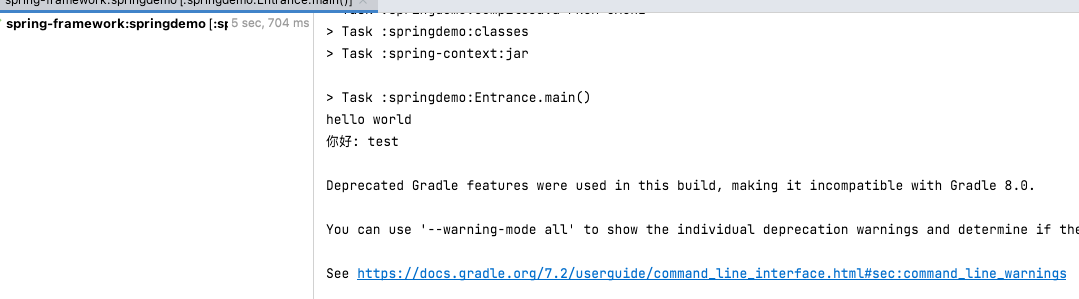 spring-framework:springdemo [:springdemo:Entrance.main()]
spring-framework:springdemo [:s 5 sec, 704 ms
> Task :springdemo:classes
> Task :spring-context:jar
> Task :springdemo:Entrance.main()
hello world
你好: test
Deprecated Gradle features were used in this build, making it incompatible with Gradle 8.0.
You can use '--warning-mode all' to show the individual deprecation warnings and determine if the
See https://docs.gradle.org/7.2/userguide/command_line_interface.html#sec:command_line_warnings